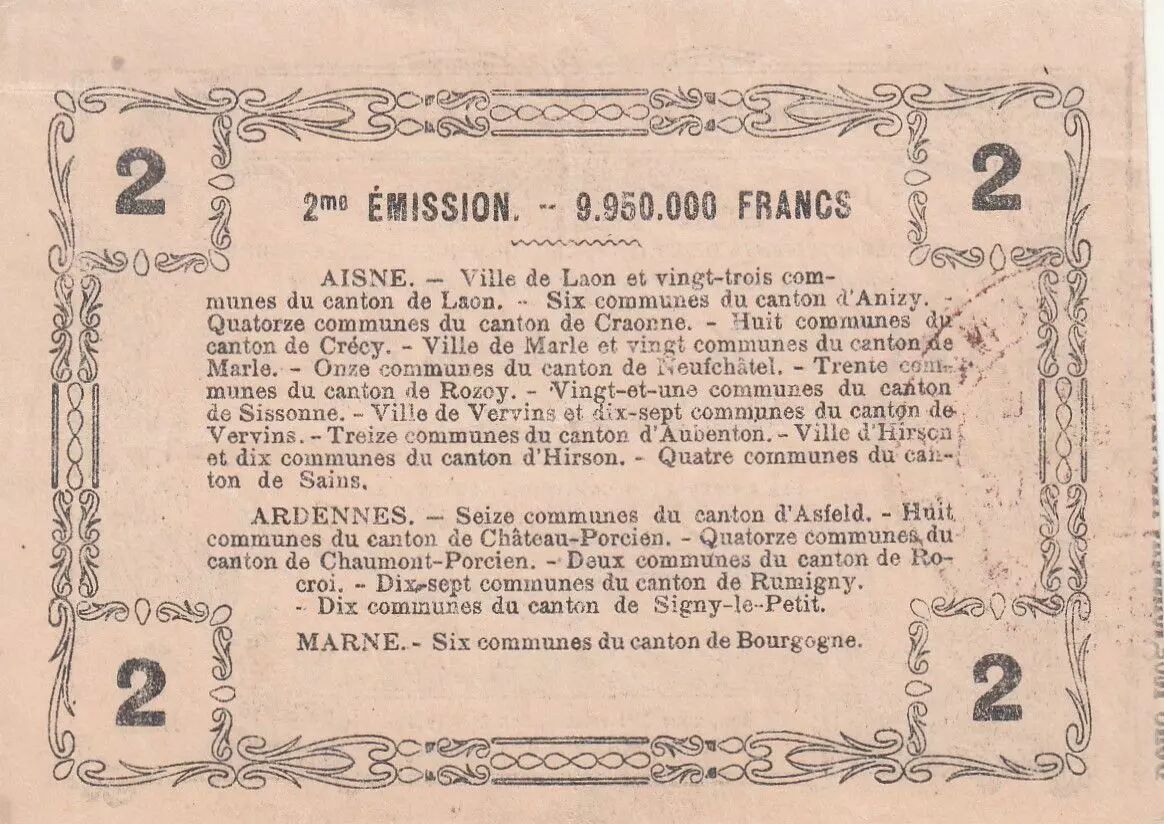 2 2
2me ÉMISSION. -- 9.950.000 FRANCS
AISNE. — Ville de Laon et vingt-trois com-
munes du canton de Laon. - Six communes du canton d'Anizy. -
Quatorze communes du canton de Craonne. - Huit communes du
canton de Crécy. - Ville de Marle et vingt communes du canton de
Marle. - Onze communes du canton de Neufchâtel. - Trente com-
munes du canton de Rozoy. - Vingt-et-une communes du canton
de Sissonne. - Ville de Vervins et dix-sept communes du canton de
Vervins. - Treize communes du canton d'Aubenton. - Ville d'Hirson
et dix communes du canton d'Hirson. - Quatre communes du can-
ton de Sains.
ARDENNES. — Seize communes du canton d'Asfeld. - Huit
communes du canton de Château-Porcien. - Quatorze communes du
canton de Chaumont-Porcien. - Deux communes du canton de Ro-
croi. - Dix-sept communes du canton de Rumigny.
- Dix communes du canton de Signy-le-Petit.
MARNE. - Six communes du canton de Bourgogne.
2 2